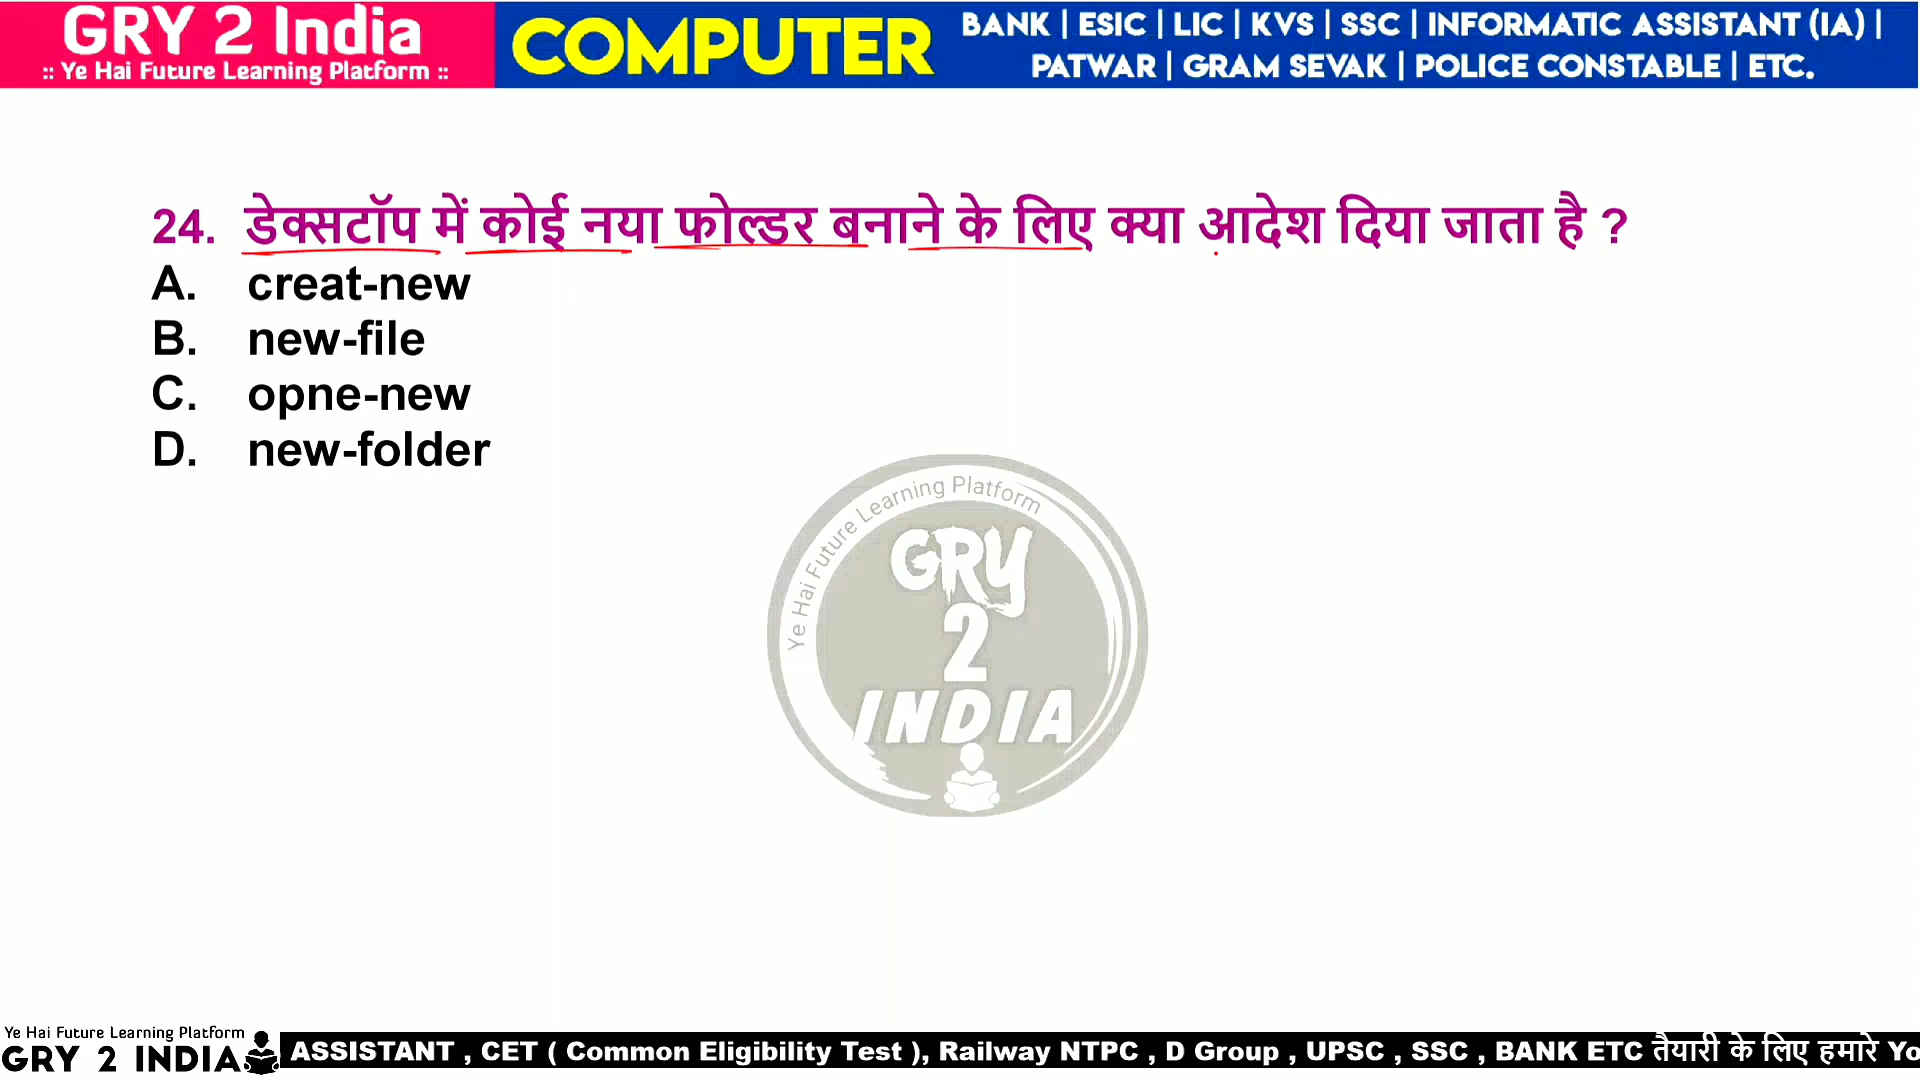 GRY 2 India
:: Ye Hai Future Learning Platform ::
COMPUTER
BANK | ESIC | LIC | KVS | SSC | INFORMATIC ASSISTANT (IA) |
PATWAR | GRAM SEVAK | POLICE CONSTABLE | ETC.
24. डेक्सटॉप में कोई नया फोल्डर बनाने के लिए क्या आदेश दिया जाता है ?
A. creat-new
B. new-file
C. opne-new
D. new-folder
Ye Hai Future Learning Platform
GRY
2
INDIA
Ye Hai Future Learning Platform
GRY 2 INDIA
ASSISTANT , CET ( Common Eligibility Test ), Railway NTPC , D Group , UPSC , SSC , BANK ETC तैयारी के लिए हमारे Yo